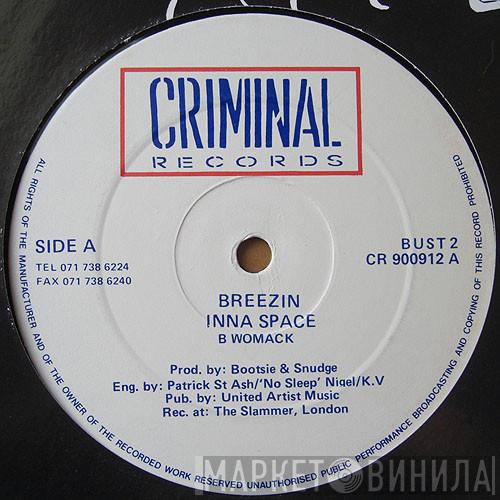 CRIMINAL
RECORDS
SIDE A
TEL 071 738 6224
FAX 071 738 6240
BUST 2
CR 900912 A
BREEZIN
INNA SPACE
B WOMACK
Prod. by: Bootsie & Snudge
Eng. by: Patrick St Ash/'No Sleep' Nigel/K.V
Pub. by: United Artist Music
Rec. at: The Slammer, London
ALL RIGHTS OF THE MANUFACTURER AND OF THE OWNER OF THE RECORDED WORK RESERVED UNAUTHORISED PUBLIC PERFORMANCE BROADCASTING AND COPYING OF THIS RECORD PROHIBITED
МАРКЕТ ВИНИЛА